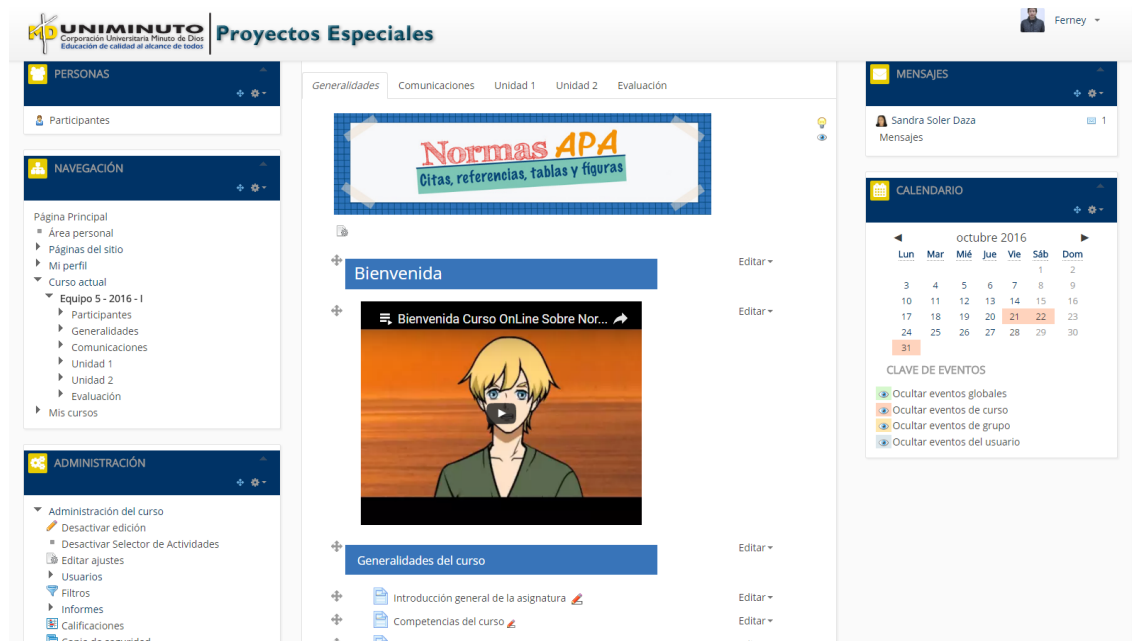 UNIMINUTO
Corporación Universitaria Minuto de Dios
Educación de calidad al alcance de todos
Proyectos Especiales
Ferney
PERSONAS
Participantes
NAVEGACIÓN
Página Principal
Área personal
Páginas del sitio
Mi perfil
Curso actual
Equipo 5 - 2016 - I
Participantes
Generalidades
Comunicaciones
Unidad 1
Unidad 2
Evaluación
Mis cursos
ADMINISTRACIÓN
Administración del curso
Desactivar edición
Desactivar Selector de Actividades
Editar ajustes
Usuarios
Filtros
Informes
Calificaciones
Copia de seguridad
Generalidades Comunicaciones Unidad 1 Unidad 2 Evaluación
Normas APA
Citas, referencias, tablas y figuras
Bienvenida Editar
Editar
Bienvenida Curso OnLine Sobre Nor...
Generalidades del curso Editar
Introducción general de la asignatura Editar
Competencias del curso Editar
MENSAJES
Sandra Soler Daza 1
Mensajes
CALENDARIO
◄ octubre 2016 ►
Lun Mar Mié Jue Vie Sáb Dom
1 2
3 4 5 6 7 8 9
10 11 12 13 14 15 16
17 18 19 20 21 22 23
24 25 26 27 28 29 30
31
CLAVE DE EVENTOS
Ocultar eventos globales
Ocultar eventos de curso
Ocultar eventos de grupo
Ocultar eventos del usuario